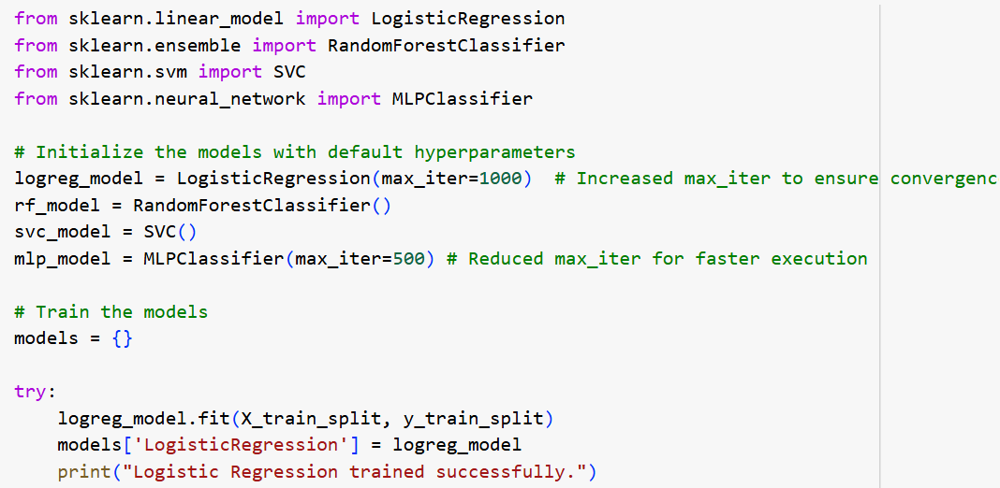 from sklearn.linear_model import LogisticRegression
from sklearn.ensemble import RandomForestClassifier
from sklearn.svm import SVC
from sklearn.neural_network import MLPClassifier
# Initialize the models with default hyperparameters
logreg_model = LogisticRegression(max_iter=1000)  # Increased max_iter to ensure convergenc
rf_model = RandomForestClassifier()
svc_model = SVC()
mlp_model = MLPClassifier(max_iter=500) # Reduced max_iter for faster execution
# Train the models
models = {}
try:
    logreg_model.fit(X_train_split, y_train_split)
    models['LogisticRegression'] = logreg_model
    print("Logistic Regression trained successfully.")